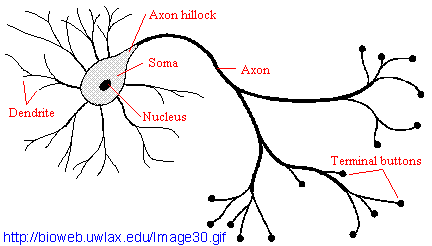 Axon hillock
Soma
Axon
Nucleus
Dendrite
Terminal buttons
http://bioweb.uwlax.edu/Image30.gif